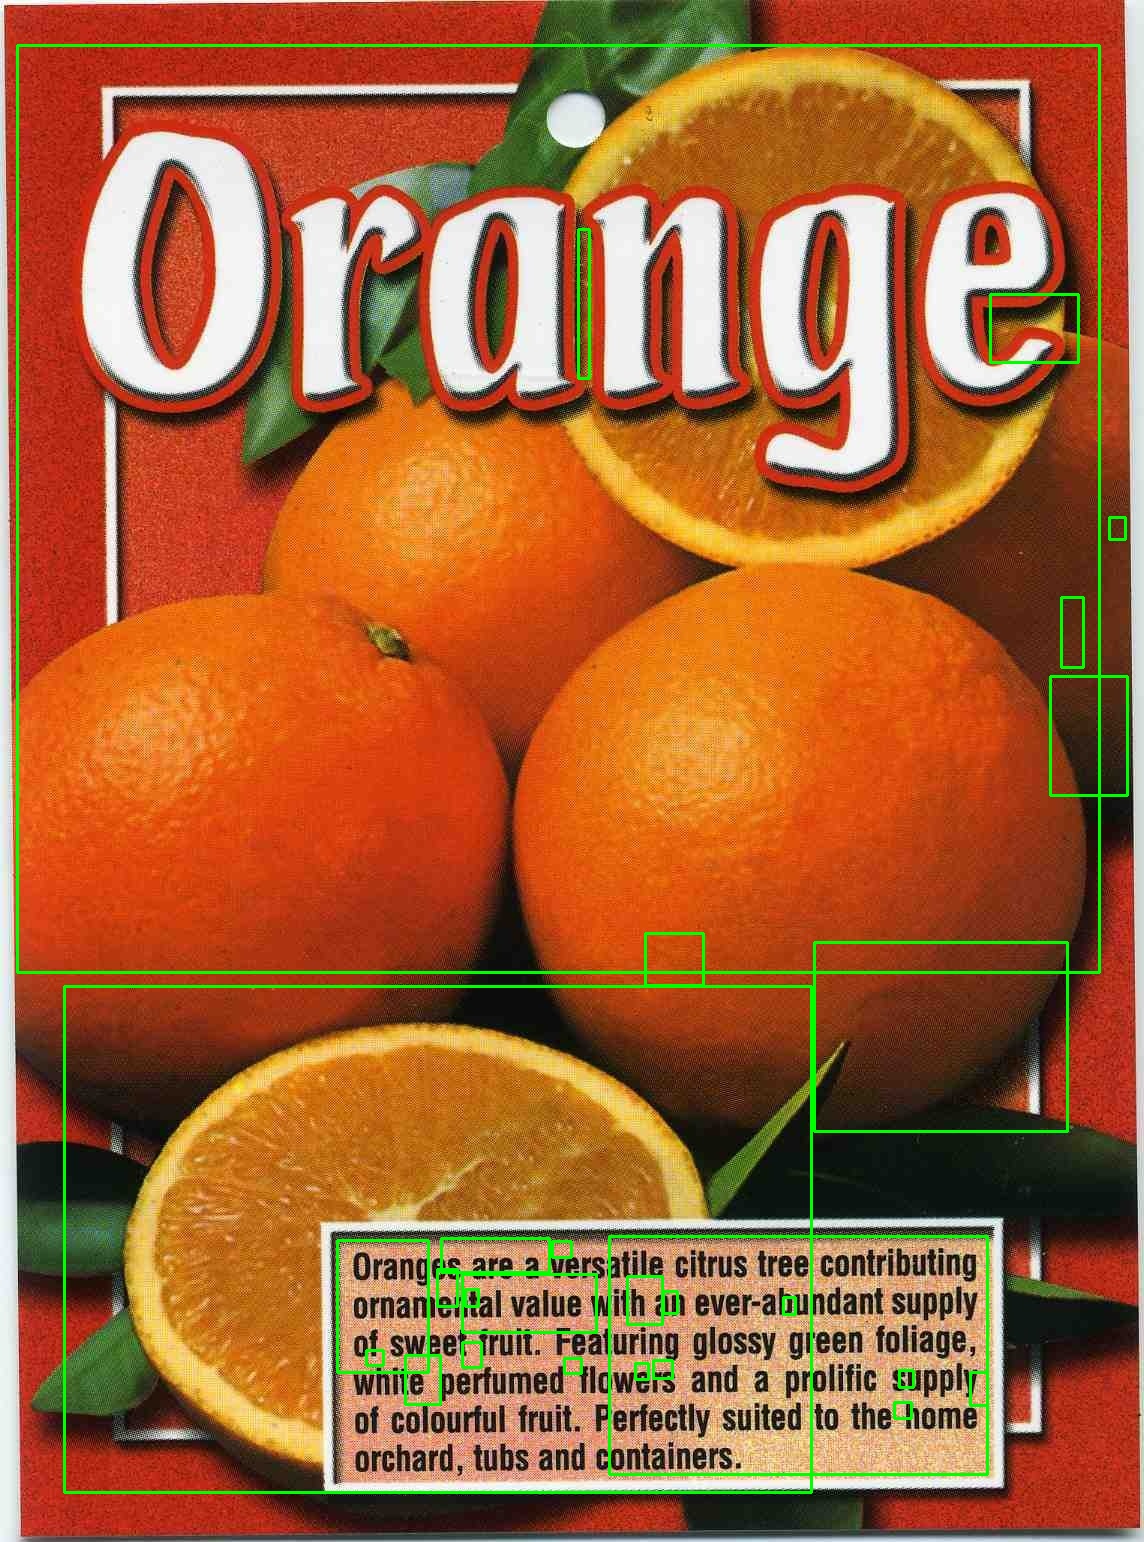 Orange
Oranges are a versatile citrus tree contributing
ornamental value with an ever-abundant supply
of sweet fruit. Featuring glossy green foliage,
white perfumed flowers and a prolific supply
of colourful fruit. Perfectly suited to the home
orchard, tubs and containers.